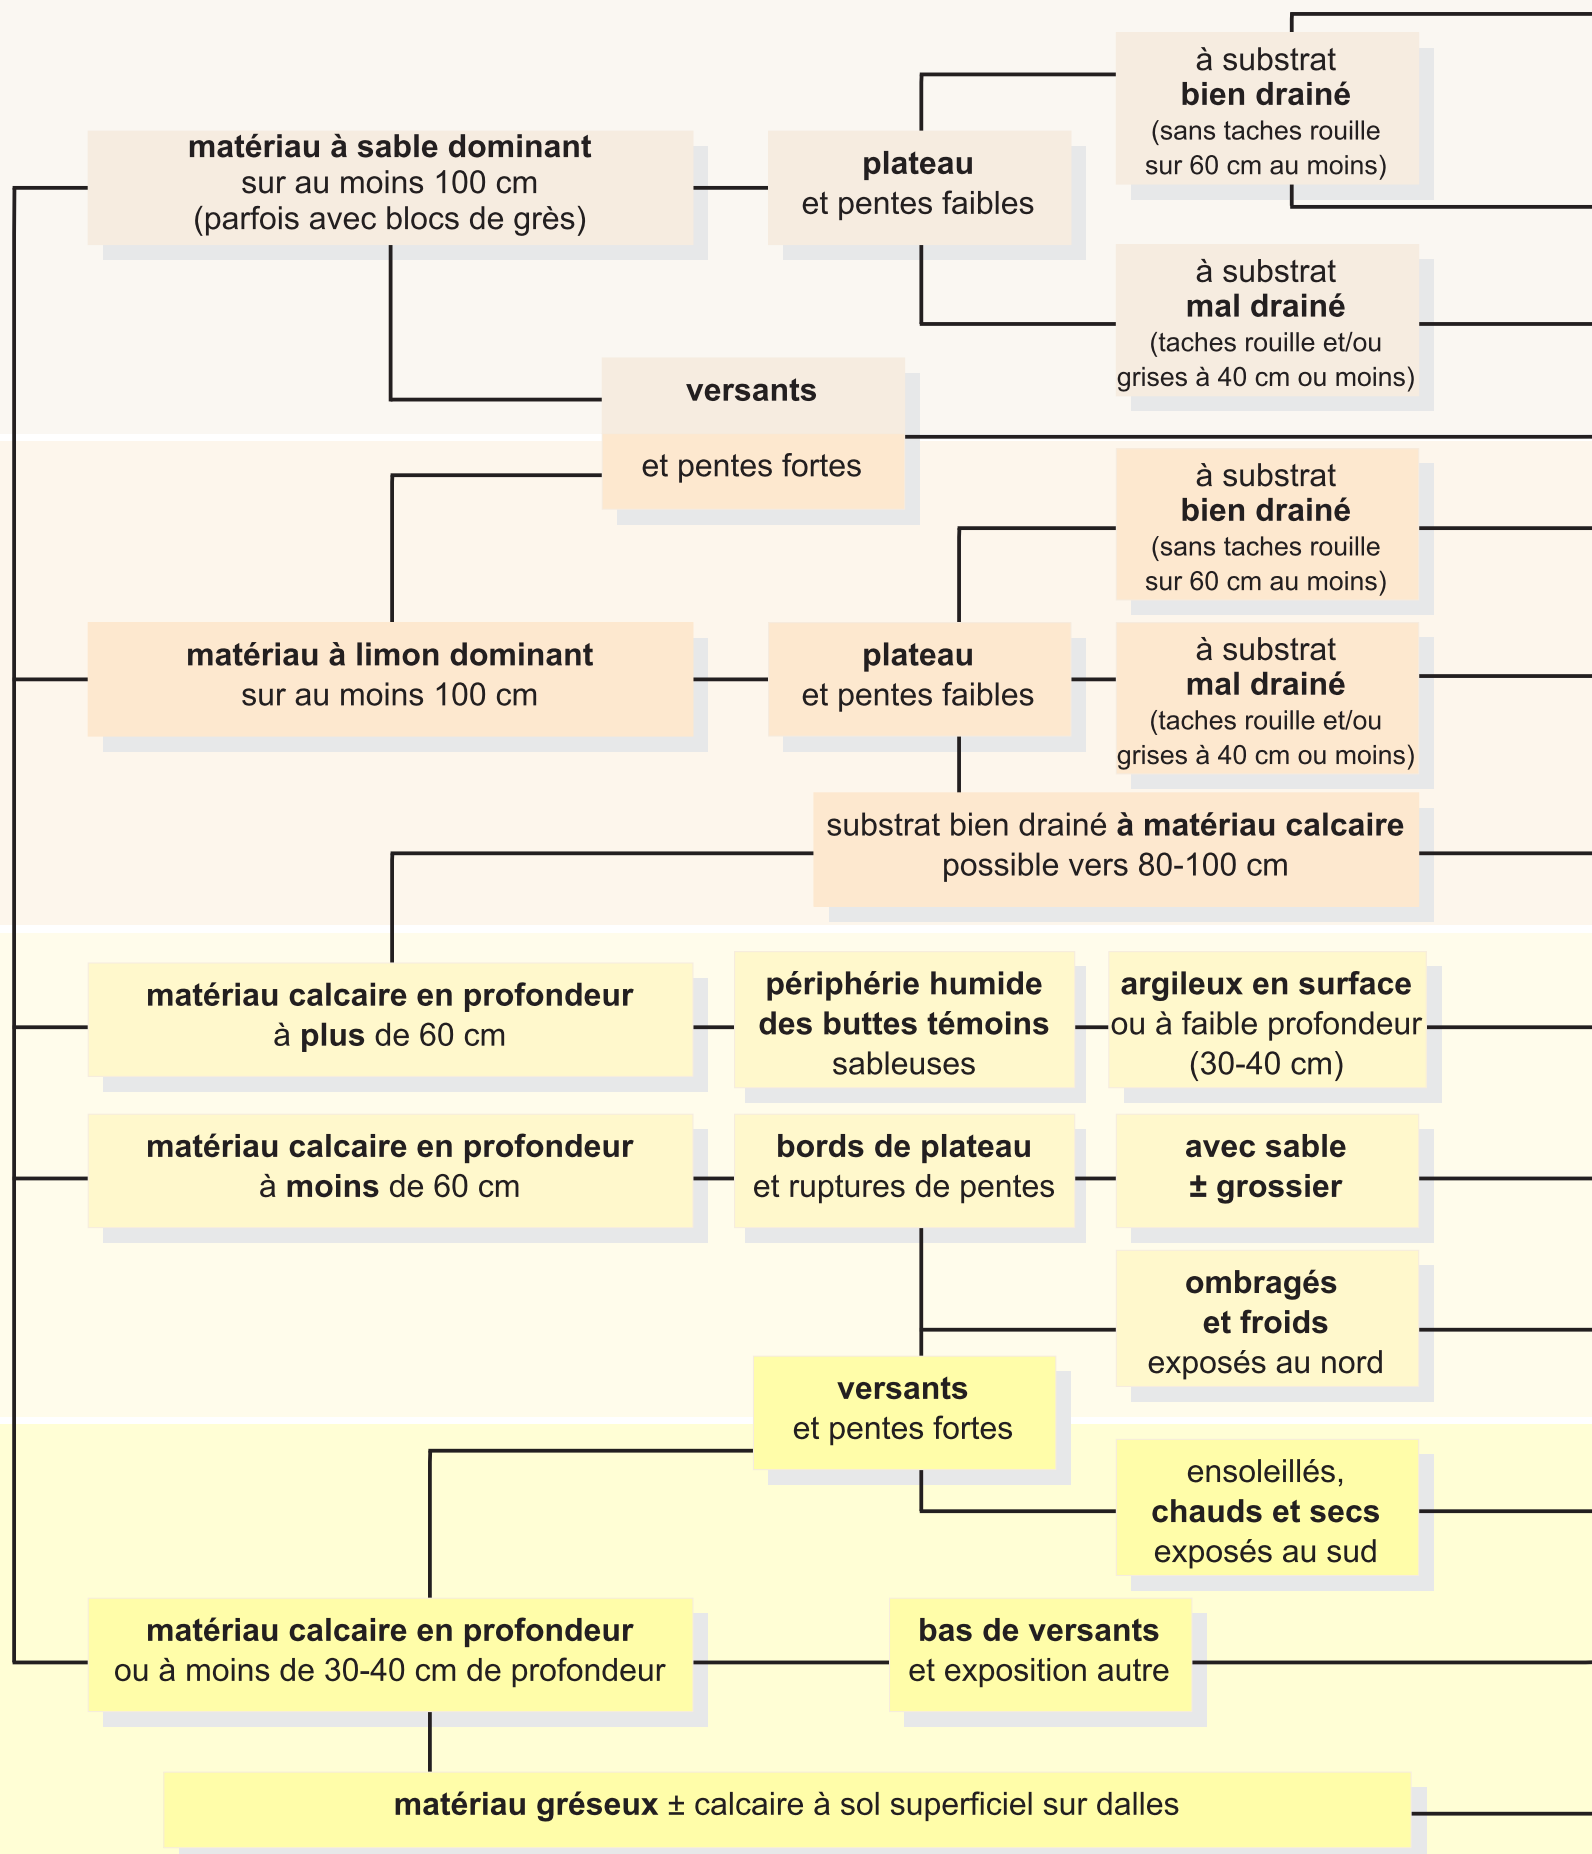 à substrat
bien drainé
(sans taches rouille
sur 60 cm au moins)
matériau à sable dominant
sur au moins 100 cm
(parfois avec blocs de grès)
plateau
et pentes faibles
à substrat
mal drainé
(taches rouille et/ou
grises à 40 cm ou moins)
versants
et pentes fortes
à substrat
bien drainé
(sans taches rouille
sur 60 cm au moins)
matériau à limon dominant
sur au moins 100 cm
plateau
et pentes faibles
à substrat
mal drainé
(taches rouille et/ou
grises à 40 cm ou moins)
substrat bien drainé à matériau calcaire
possible vers 80-100 cm
matériau calcaire en profondeur
à plus de 60 cm
périphérie humide
des buttes témoins
sableuses
argileux en surface
ou à faible profondeur
(30-40 cm)
matériau calcaire en profondeur
à moins de 60 cm
bords de plateau
et ruptures de pentes
avec sable
± grossier
ombragés
et froids
exposés au nord
versants
et pentes fortes
ensoleillés,
chauds et secs
exposés au sud
matériau calcaire en profondeur
ou à moins de 30-40 cm de profondeur
bas de versants
et exposition autre
matériau gréseux ± calcaire à sol superficiel sur dalles